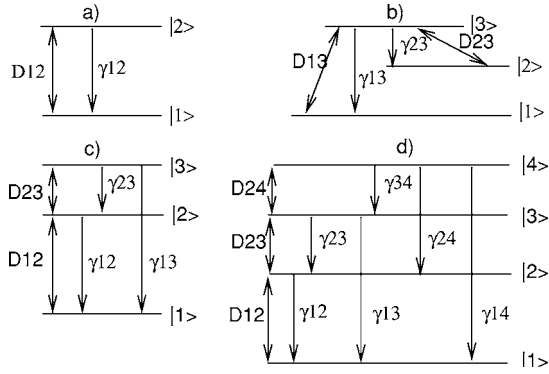 a)
|2>
D12
γ12
|1>
b)
|3>
D13
γ13
γ23
D23
|2>
|1>
c)
|3>
D23
γ23
|2>
D12
γ12
γ13
|1>
d)
|4>
D24
γ34
|3>
D23
γ23
γ24
|2>
D12
γ12
γ13
γ14
|1>